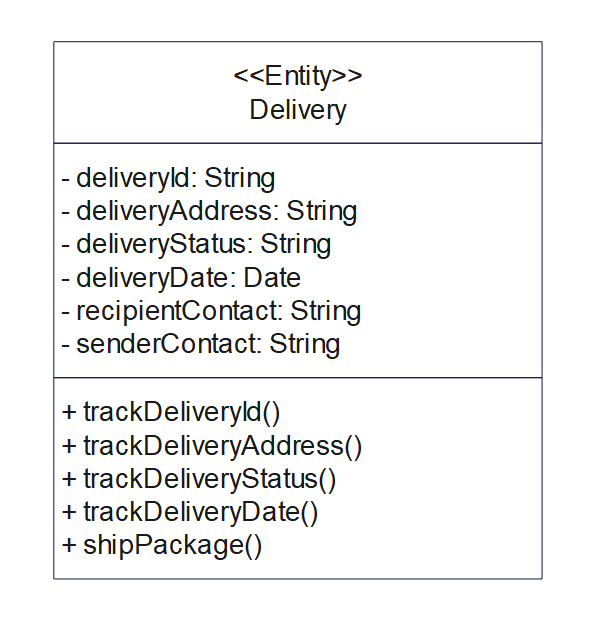 <<Entity>>
Delivery
- deliveryId: String
- deliveryAddress: String
- deliveryStatus: String
- deliveryDate: Date
- recipientContact: String
- senderContact: String
+ trackDeliveryId()
+ trackDeliveryAddress()
+ trackDeliveryStatus()
+ trackDeliveryDate()
+ shipPackage()